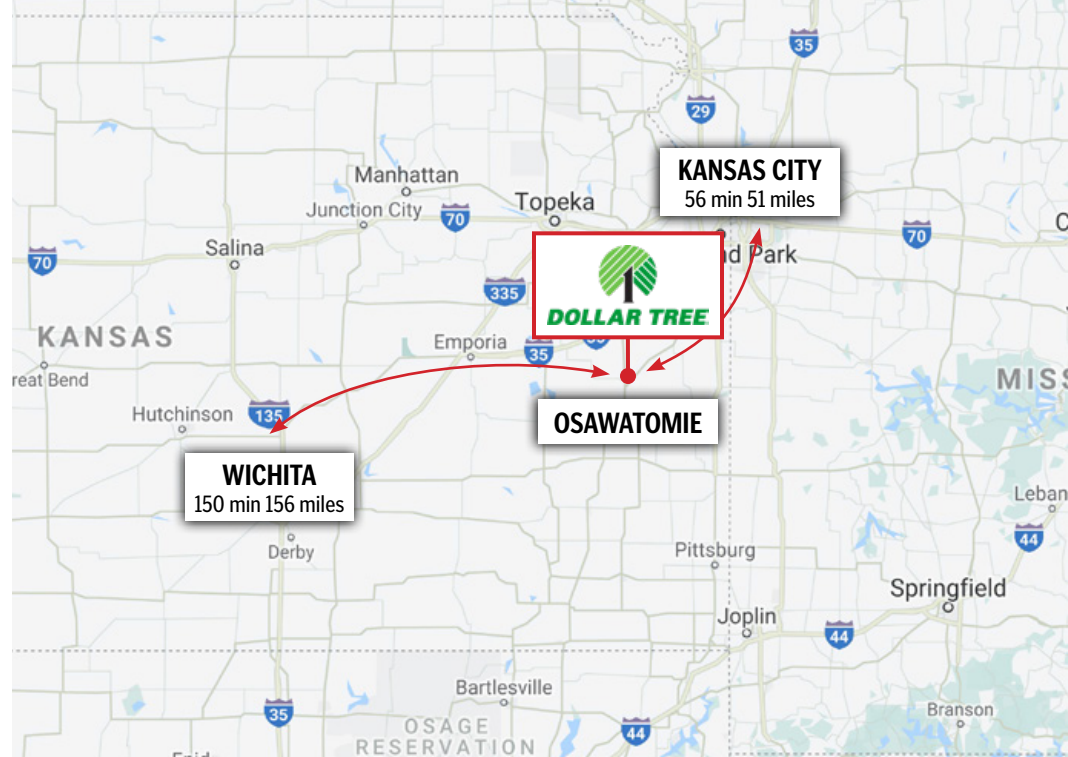 35
29
KANSAS CITY
56 min 51 miles
Manhattan
Junction City
70
Topeka
70
Salina
70
nd Park
DOLLAR TREE
335
KANSAS
Emporia
35
reat Bend
MISS
Hutchinson
135
OSAWATOMIE
WICHITA
150 min 156 miles
Leban
44
Derby
Pittsburg
Springfield
Joplin
44
Bartlesville
35
OSAGE
RESERVATION
44
Branson